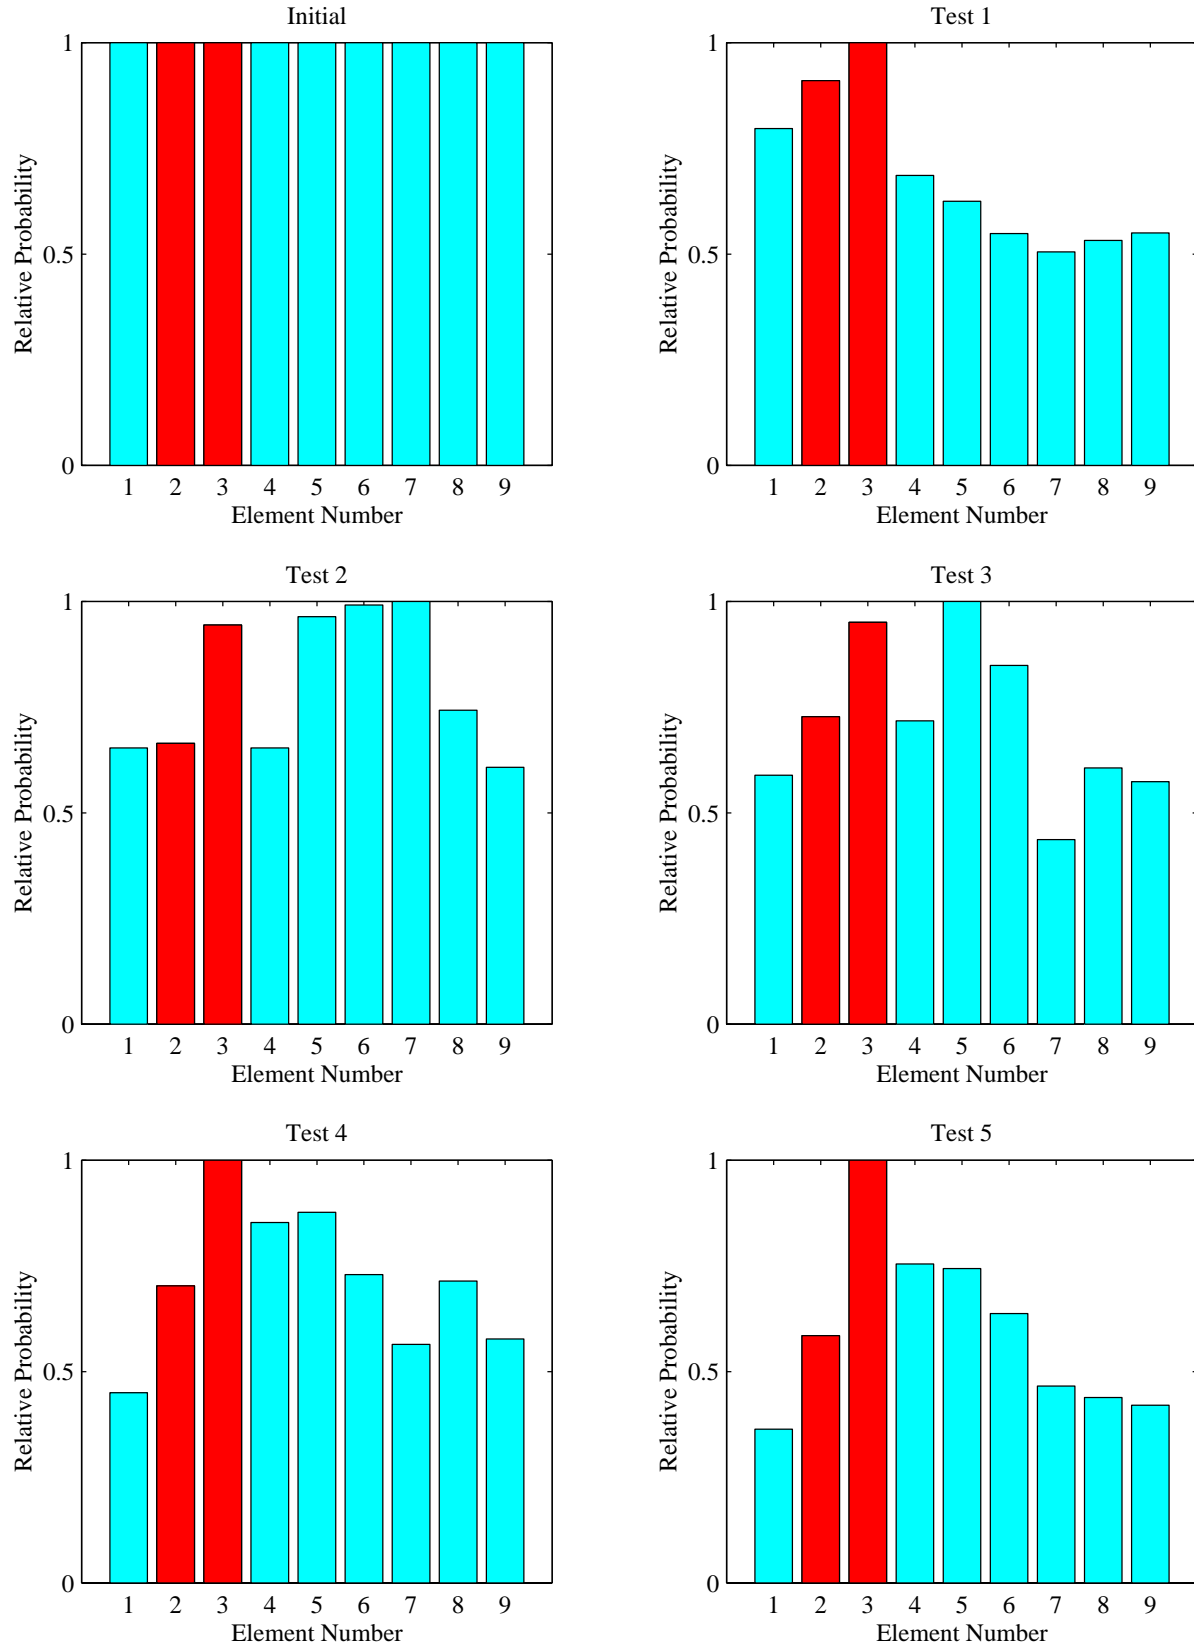 Initial
1
0.5
0
Relative Probability
1 2 3 4 5 6 7 8 9
Element Number
Test 1
1
0.5
0
Relative Probability
1 2 3 4 5 6 7 8 9
Element Number
Test 2
1
0.5
0
Relative Probability
1 2 3 4 5 6 7 8 9
Element Number
Test 3
1
0.5
0
Relative Probability
1 2 3 4 5 6 7 8 9
Element Number
Test 4
1
0.5
0
Relative Probability
1 2 3 4 5 6 7 8 9
Element Number
Test 5
1
0.5
0
Relative Probability
1 2 3 4 5 6 7 8 9
Element Number